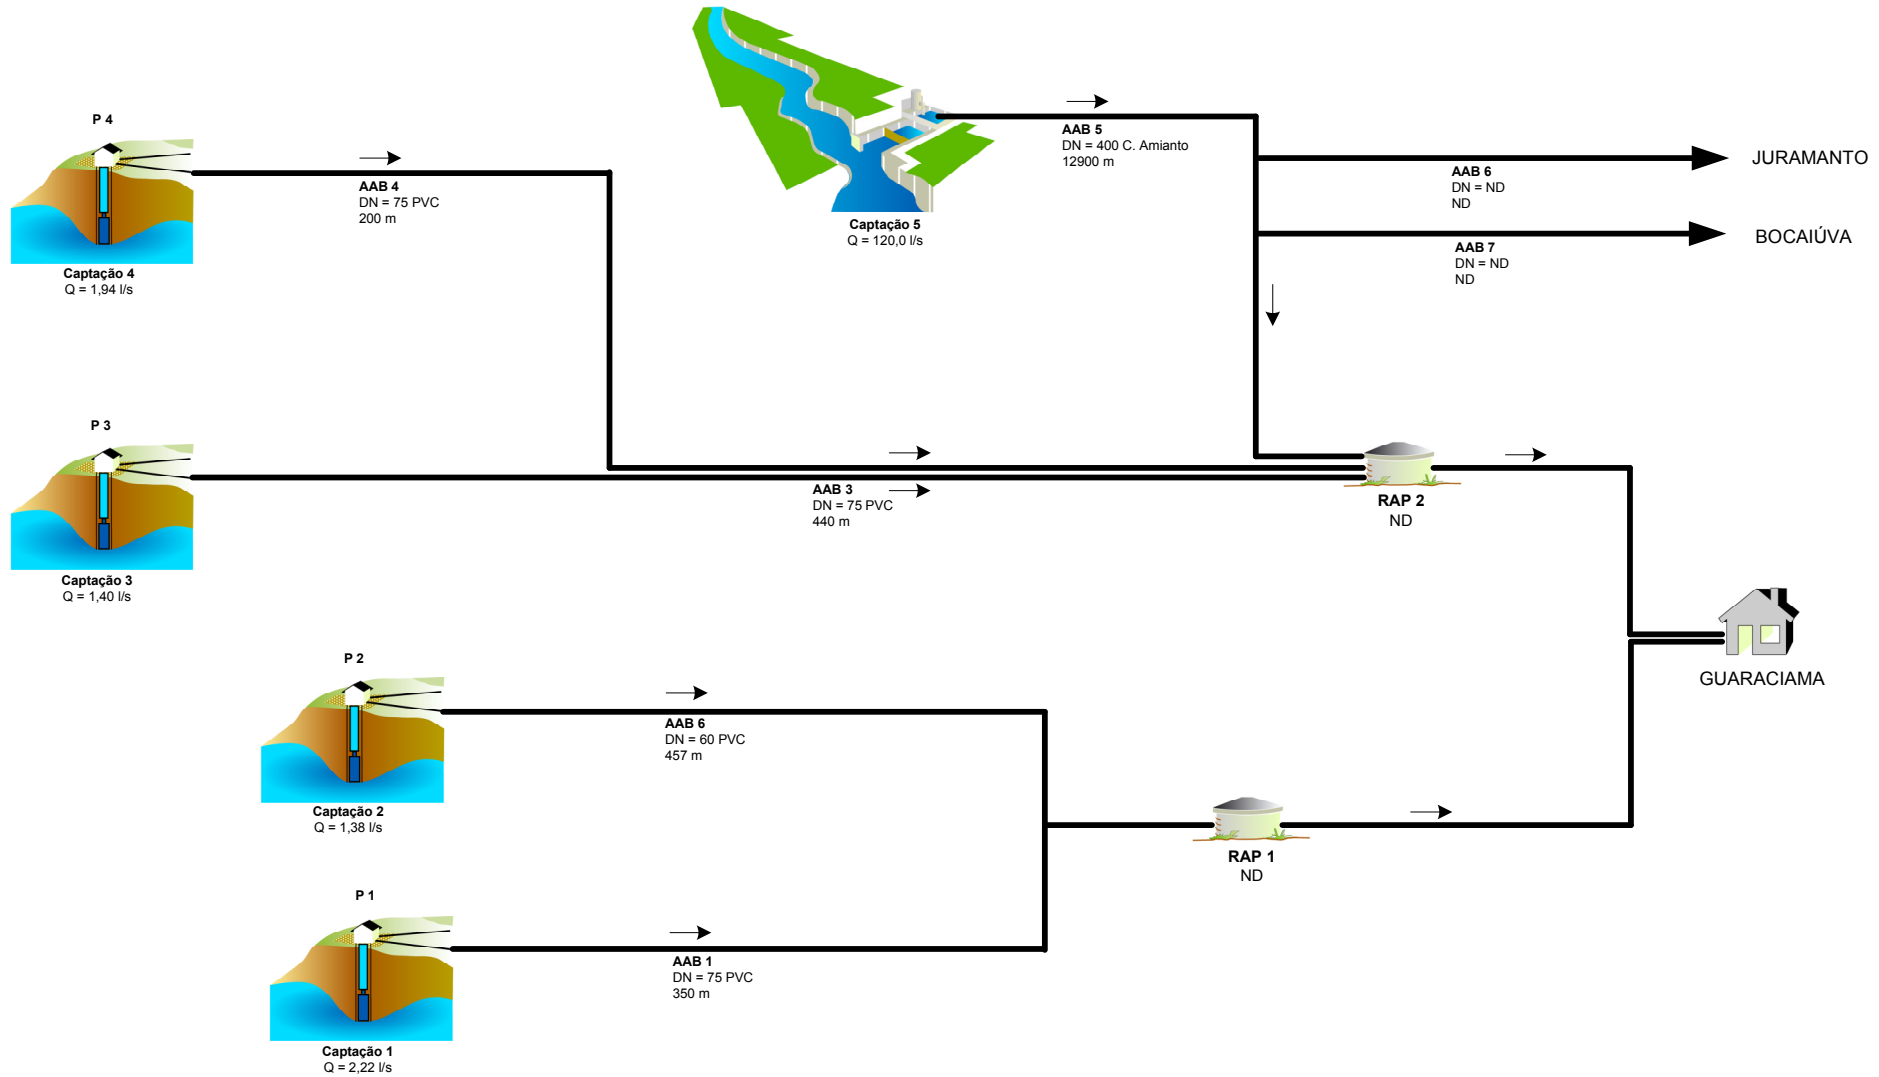 P 4
Captação 4
Q = 1,94 l/s
AAB 4
DN = 75 PVC
200 m
Captação 5
Q = 120,0 l/s
AAB 5
DN = 400 C. Amianto
12900 m
AAB 6
DN = ND
ND
JURAMANTO
AAB 7
DN = ND
ND
BOCAIÚVA
P 3
Captação 3
Q = 1,40 l/s
AAB 3
DN = 75 PVC
440 m
RAP 2
ND
P 2
Captação 2
Q = 1,38 l/s
AAB 6
DN = 60 PVC
457 m
GUARACIAMA
RAP 1
ND
P 1
Captação 1
Q = 2,22 l/s
AAB 1
DN = 75 PVC
350 m